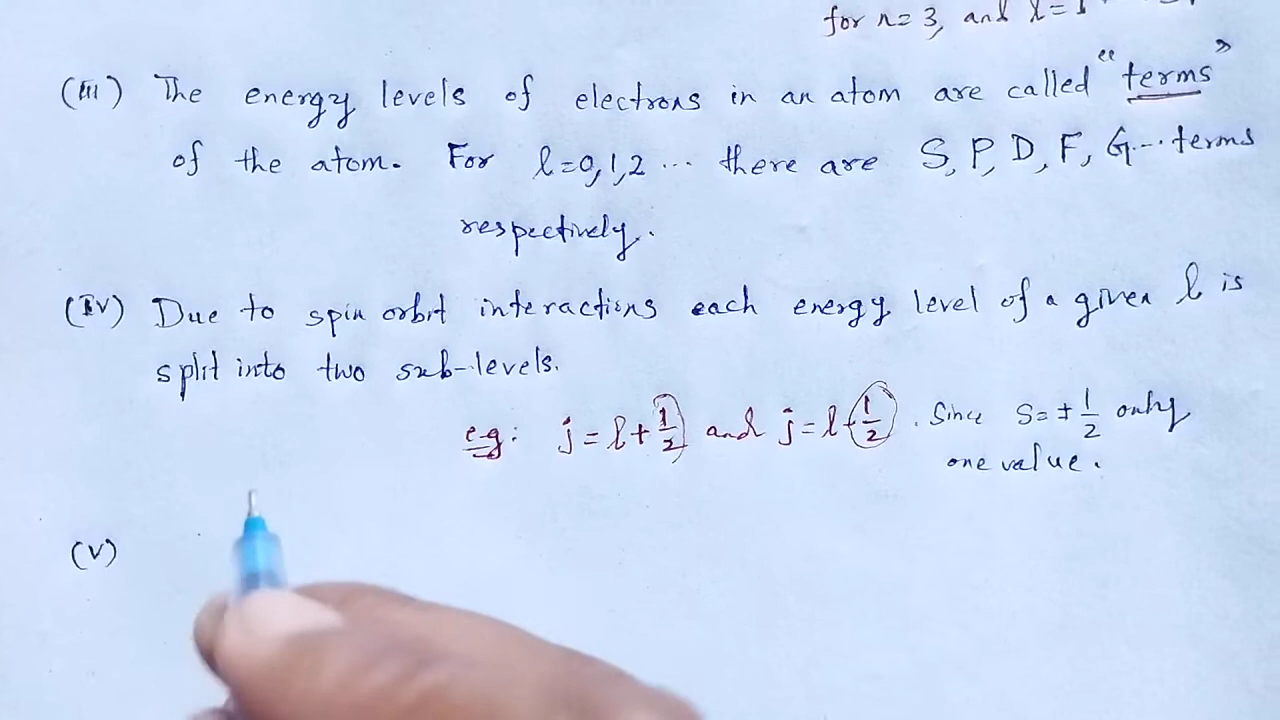 for n=3, and l=1
(III) The energy levels of electrons in an atom are called "terms"
of the atom. For l=0,1,2 ... there are S, P, D, F, G... terms
respectively.
(IV) Due to spin orbit interactions each energy level of a given l is
split into two sub-levels.
e.g: j = l + 1/2 and j = l - 1/2 . Since S = ± 1/2 only
one value.
(V)